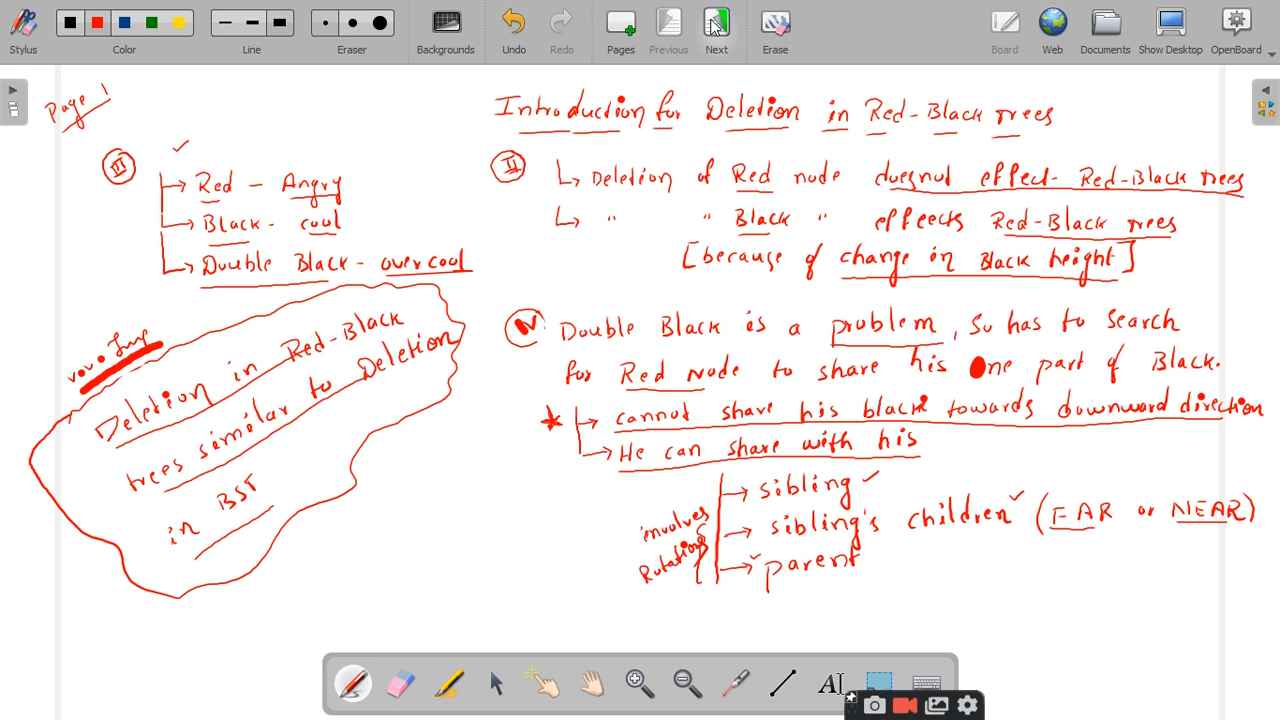 Stylus
Color
Line
Eraser
Backgrounds
Undo
Redo
Pages
Previous
Next
Erase
Board
Web
Documents
Show Desktop
OpenBoard
Page 1
Introduction for Deletion in Red-Black trees
III
Red - Angry
Black - cool
Double Black - over cool
II
Deletion of Red node doesnot effect Red-Black trees
" " Black " effects Red-Black trees
[because of change in Black height]
v.v. Imp
Deletion in Red-Black
trees similar to Deletion
in BST
IV
Double Black is a problem, So has to Search
for Red Node to share his One part of Black.
cannot share his black towards downward direction
He can share with his
sibling
sibling's children (FAR or NEAR)
parent
involves
Rotations